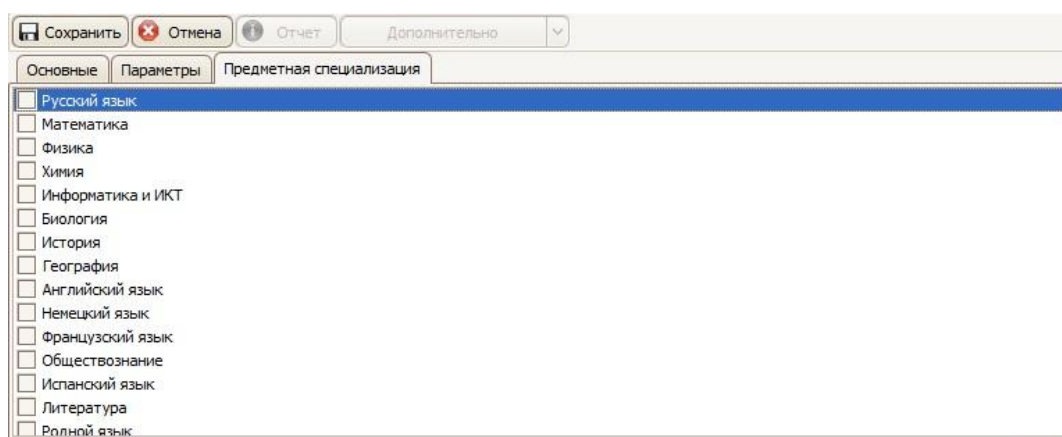 Сохранить Отмена Отчет Дополнительно
Основные Параметры Предметная специализация
Русский язык
Математика
Физика
Химия
Информатика и ИКТ
Биология
История
География
Английский язык
Немецкий язык
Французский язык
Обществознание
Испанский язык
Литература
Родной язык